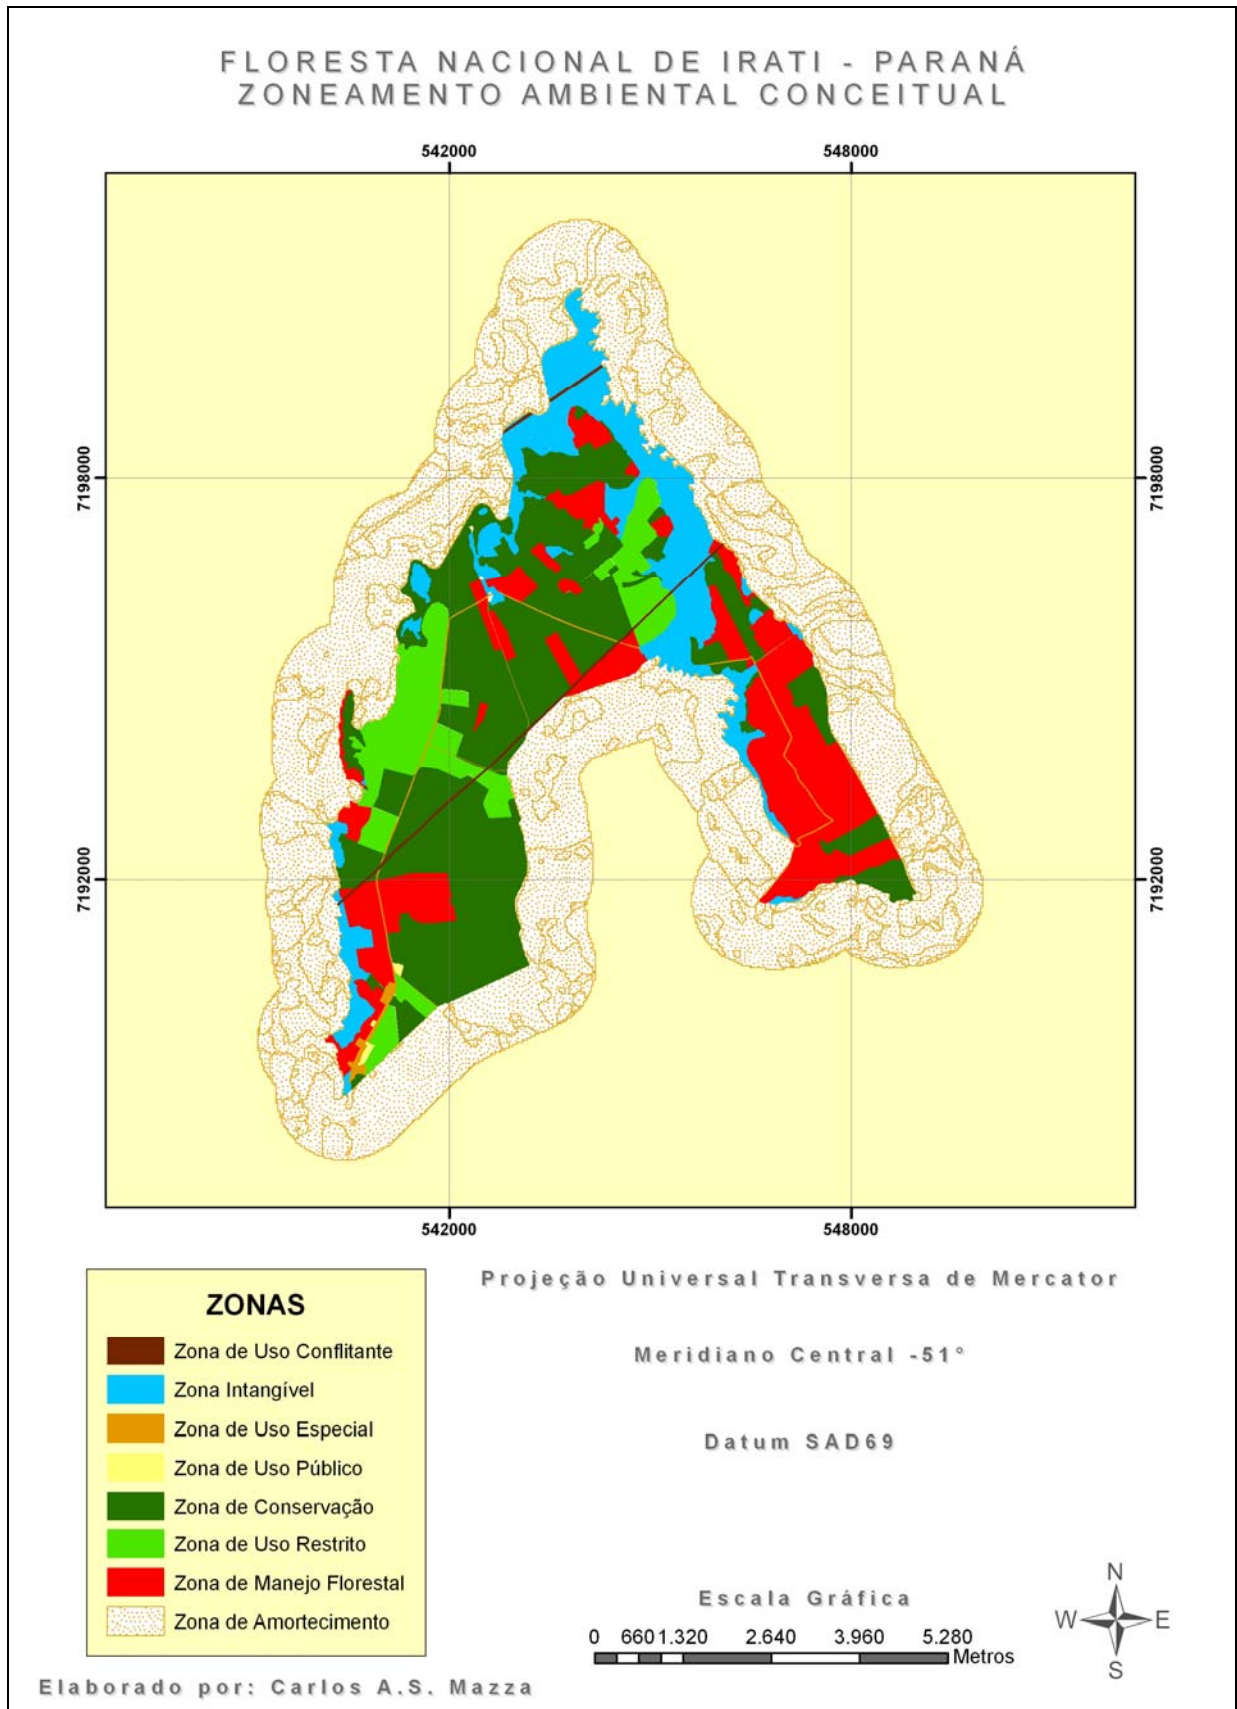 FLORESTA NACIONAL DE IRATI - PARANÁ
ZONEAMENTO AMBIENTAL CONCEITUAL
542000 548000
7198000 7198000
7192000 7192000
542000 548000
ZONAS
Zona de Uso Conflitante
Zona Intangível
Zona de Uso Especial
Zona de Uso Público
Zona de Conservação
Zona de Uso Restrito
Zona de Manejo Florestal
Zona de Amortecimento
Projeção Universal Transversa de Mercator
Meridiano Central -51°
Datum SAD69
Escala Gráfica
0 660 1.320 2.640 3.960 5.280
Metros
N
W E
S
Elaborado por: Carlos A.S. Mazza